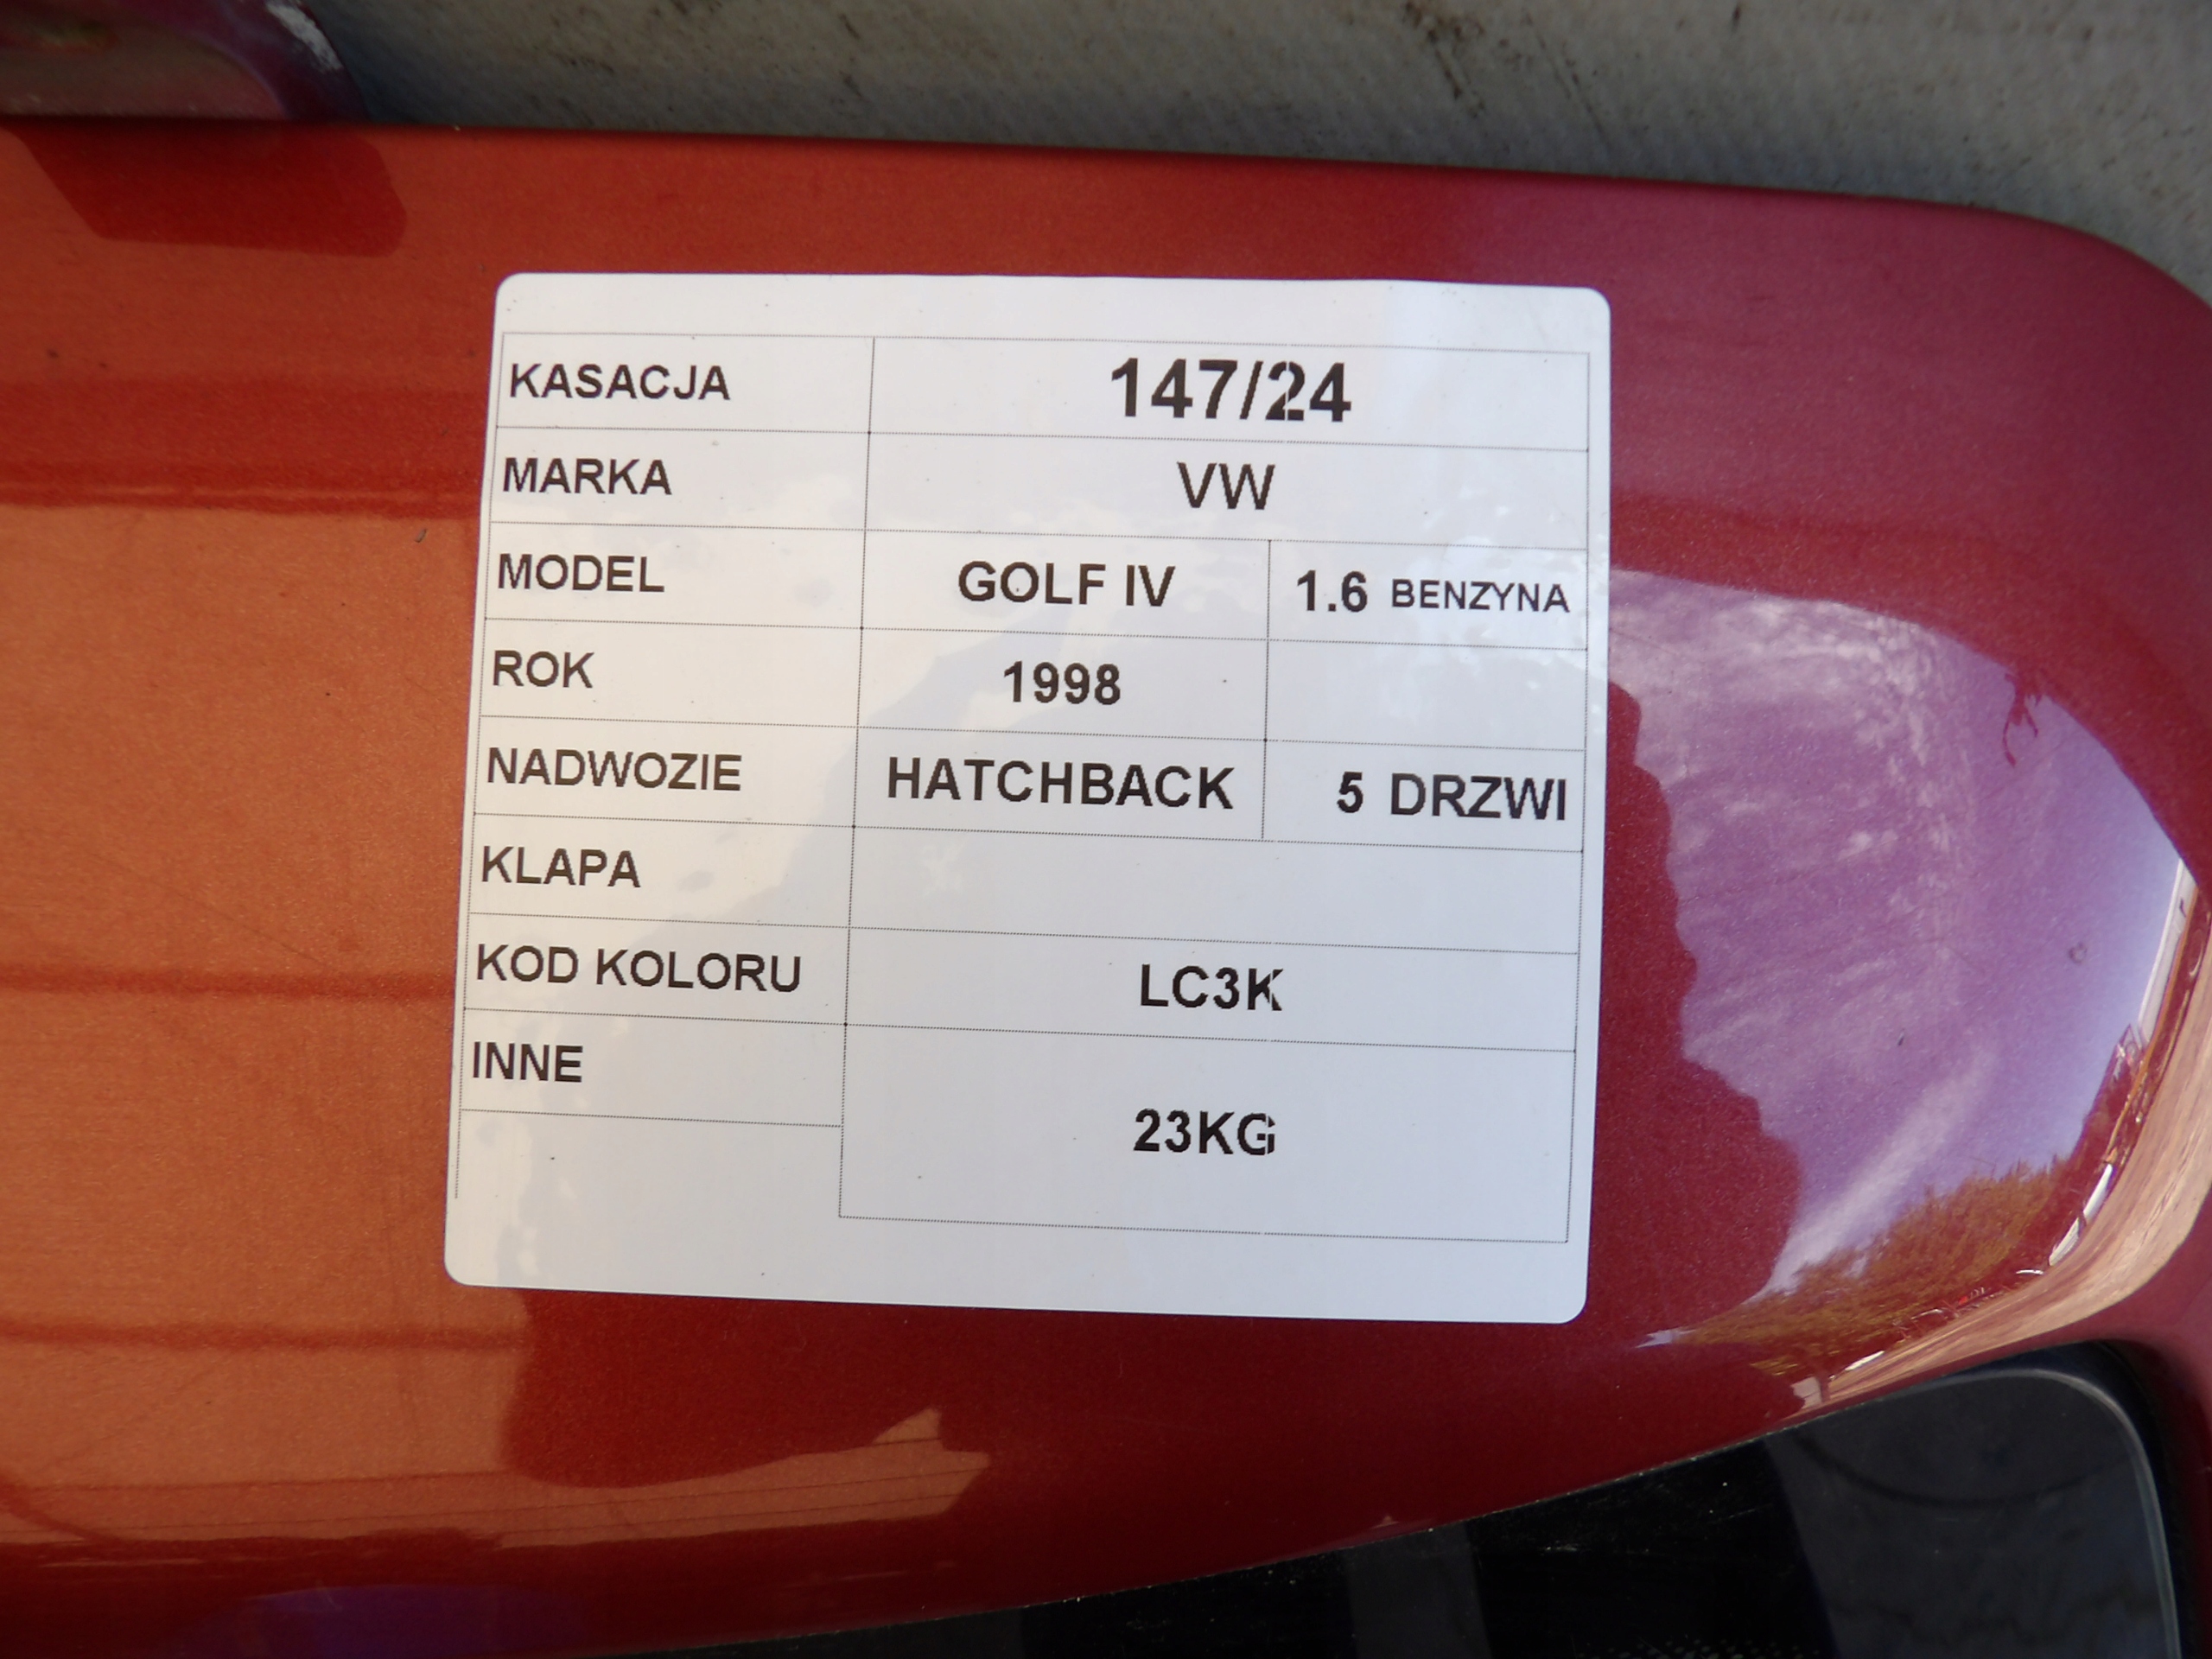 KASACJA 147/24
MARKA VW
MODEL GOLF IV 1.6 BENZYNA
ROK 1998
NADWOZIE HATCHBACK 5 DRZWI
KLAPA
KOD KOLORU LC3K
INNE
23KG